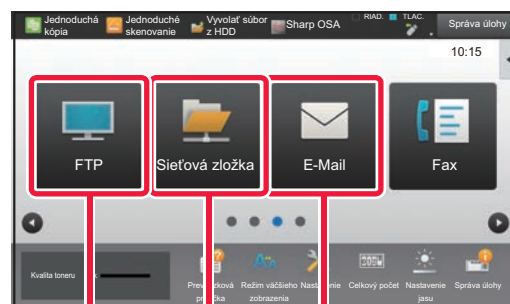 Jednoduchá kópia
Jednoduché skenovanie
Vyvolať súbor z HDD
Sharp OSA
RIAD.
TLAC.
Správa úlohy
10:15
FTP
Sieťová zložka
E-Mail
Fax
Kvalita toneru
Režim väčšieho zobrazenia
Celkový počet
Nastavenie jasu
Správa úlohy